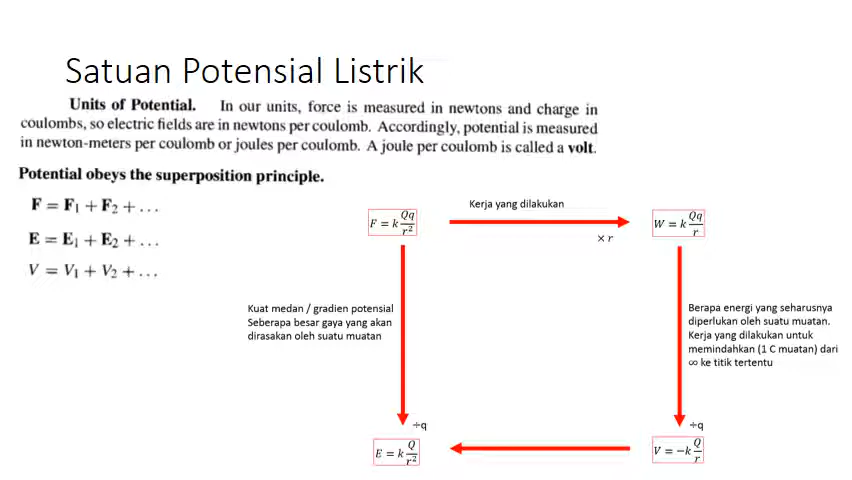 Satuan Potensial Listrik
Units of Potential. In our units, force is measured in newtons and charge in
coulombs, so electric fields are in newtons per coulomb. Accordingly, potential is measured
in newton-meters per coulomb or joules per coulomb. A joule per coulomb is called a volt.
Potential obeys the superposition principle.
F = F₁ + F₂ + …
E = E₁ + E₂ + …
V = V₁ + V₂ + …
Kerja yang dilakukan
F = k Qq/r²
W = k Qq/r
× r
Kuat medan / gradien potensial
Seberapa besar gaya yang akan
dirasakan oleh suatu muatan
Berapa energi yang seharusnya
diperlukan oleh suatu muatan.
Kerja yang dilakukan untuk
memindahkan (1 C muatan) dari
∞ ke titik tertentu
÷q
÷q
E = k Q/r²
V = −k Q/r